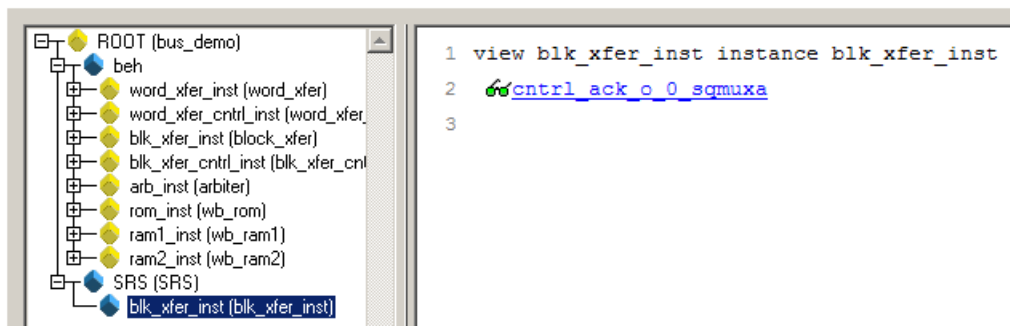 ROOT (bus_demo)
beh
word_xfer_inst (word_xfer)
word_xfer_cntrl_inst (word_xfer_
blk_xfer_inst (block_xfer)
blk_xfer_cntrl_inst (blk_xfer_cnt
arb_inst (arbiter)
rom_inst (wb_rom)
ram1_inst (wb_ram1)
ram2_inst (wb_ram2)
SRS (SRS)
blk_xfer_inst (blk_xfer_inst)
1 view blk_xfer_inst instance blk_xfer_inst
2 cntrl_ack_o_0_sqmuxa
3